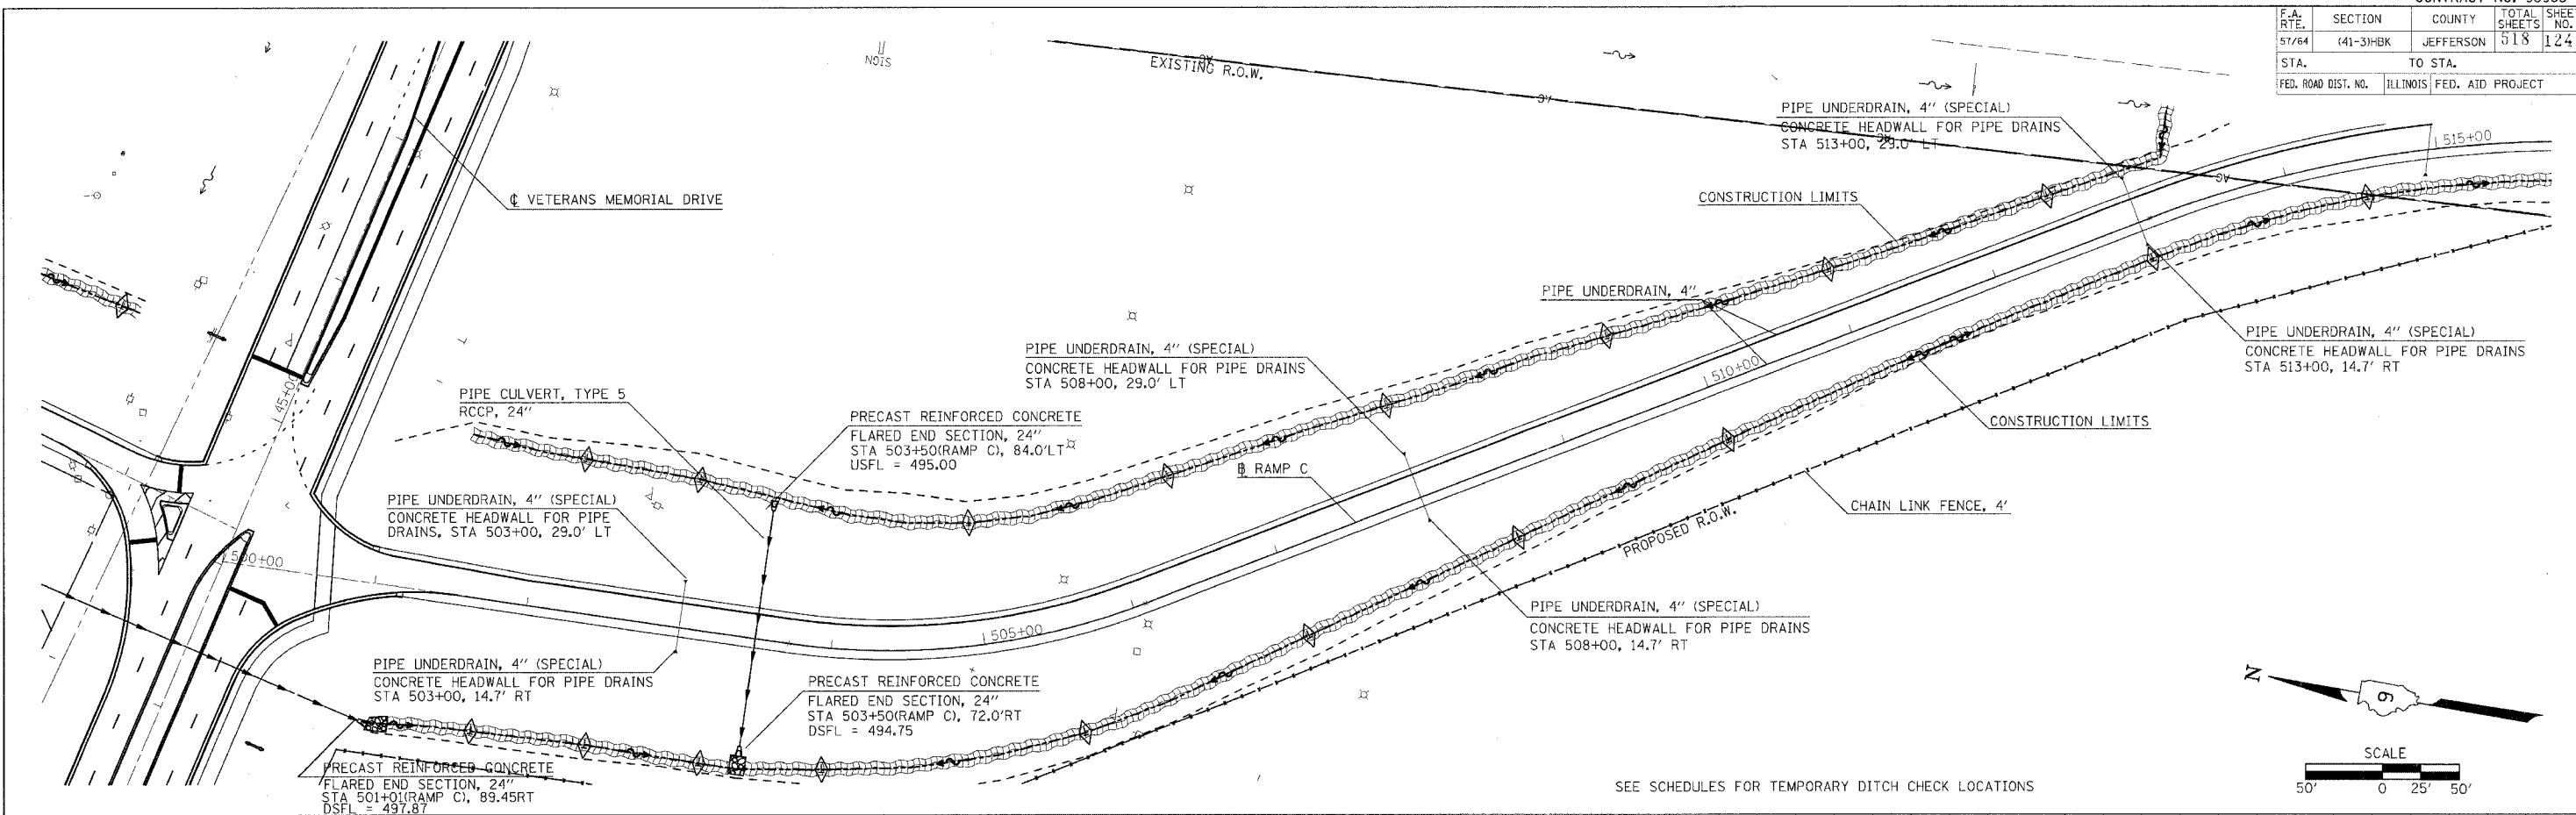 F.A. RTE. SECTION COUNTY TOTAL SHEETS SHEET NO.
57/64 (41-3)HBK JEFFERSON 518 124
STA. TO STA.
FED. ROAD DIST. NO. ILLINOIS FED. AID PROJECT
SIGN
EXISTING R.O.W.
AC
AC
AC
AC
PIPE UNDERDRAIN, 4" (SPECIAL)
CONCRETE HEADWALL FOR PIPE DRAINS
STA 513+00, 29.0' LT
515+00
℄ VETERANS MEMORIAL DRIVE
CONSTRUCTION LIMITS
PIPE UNDERDRAIN, 4"
PIPE UNDERDRAIN, 4" (SPECIAL)
CONCRETE HEADWALL FOR PIPE DRAINS
STA 513+00, 14.7' RT
PIPE UNDERDRAIN, 4" (SPECIAL)
CONCRETE HEADWALL FOR PIPE DRAINS
STA 508+00, 29.0' LT
510+00
145+00
PIPE CULVERT, TYPE 5
RCCP, 24"
PRECAST REINFORCED CONCRETE
FLARED END SECTION, 24"
STA 503+50(RAMP C), 84.0'LT
USFL = 495.00
CONSTRUCTION LIMITS
RAMP C
PIPE UNDERDRAIN, 4" (SPECIAL)
CONCRETE HEADWALL FOR PIPE
DRAINS, STA 503+00, 29.0' LT
CHAIN LINK FENCE, 4'
PROPOSED R.O.W.
500+00
505+00
PIPE UNDERDRAIN, 4" (SPECIAL)
CONCRETE HEADWALL FOR PIPE DRAINS
STA 508+00, 14.7' RT
PIPE UNDERDRAIN, 4" (SPECIAL)
CONCRETE HEADWALL FOR PIPE DRAINS
STA 503+00, 14.7' RT
PRECAST REINFORCED CONCRETE
FLARED END SECTION, 24"
STA 503+50(RAMP C), 72.0'RT
DSFL = 494.75
N
9
PRECAST REINFORCED CONCRETE
FLARED END SECTION, 24"
STA 501+01(RAMP C), 89.45RT
DSFL = 497.87
SEE SCHEDULES FOR TEMPORARY DITCH CHECK LOCATIONS
SCALE
50' 0 25' 50'